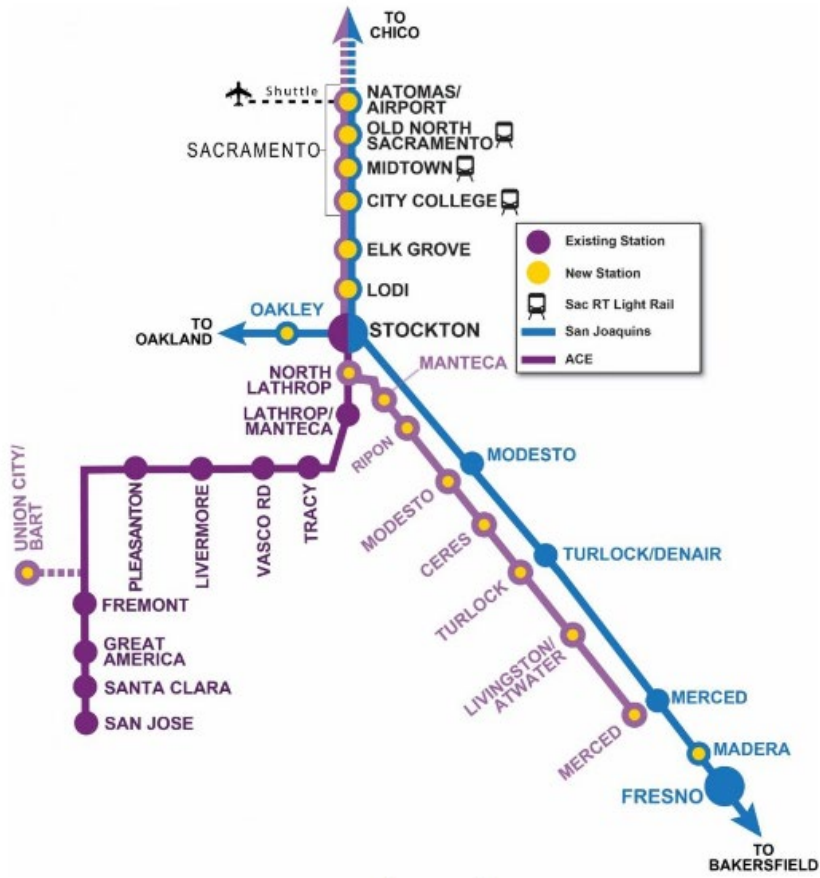 TO
CHICO
Shuttle
NATOMAS/
AIRPORT
OLD NORTH
SACRAMENTO
SACRAMENTO
MIDTOWN
CITY COLLEGE
ELK GROVE
LODI
Existing Station
New Station
Sac RT Light Rail
San Joaquins
ACE
OAKLEY
TO
OAKLAND
STOCKTON
NORTH
LATHROP
MANTECA
LATHROP/
MANTECA
RIPON
MODESTO
MODESTO
CERES
TURLOCK/DENAIR
TURLOCK
LIVINGSTON/
ATWATER
MERCED
MERCED
MADERA
FRESNO
TO
BAKERSFIELD
UNION CITY/
BART
PLEASANTON
LIVERMORE
VASCO RD
TRACY
FREMONT
GREAT
AMERICA
SANTA CLARA
SAN JOSE